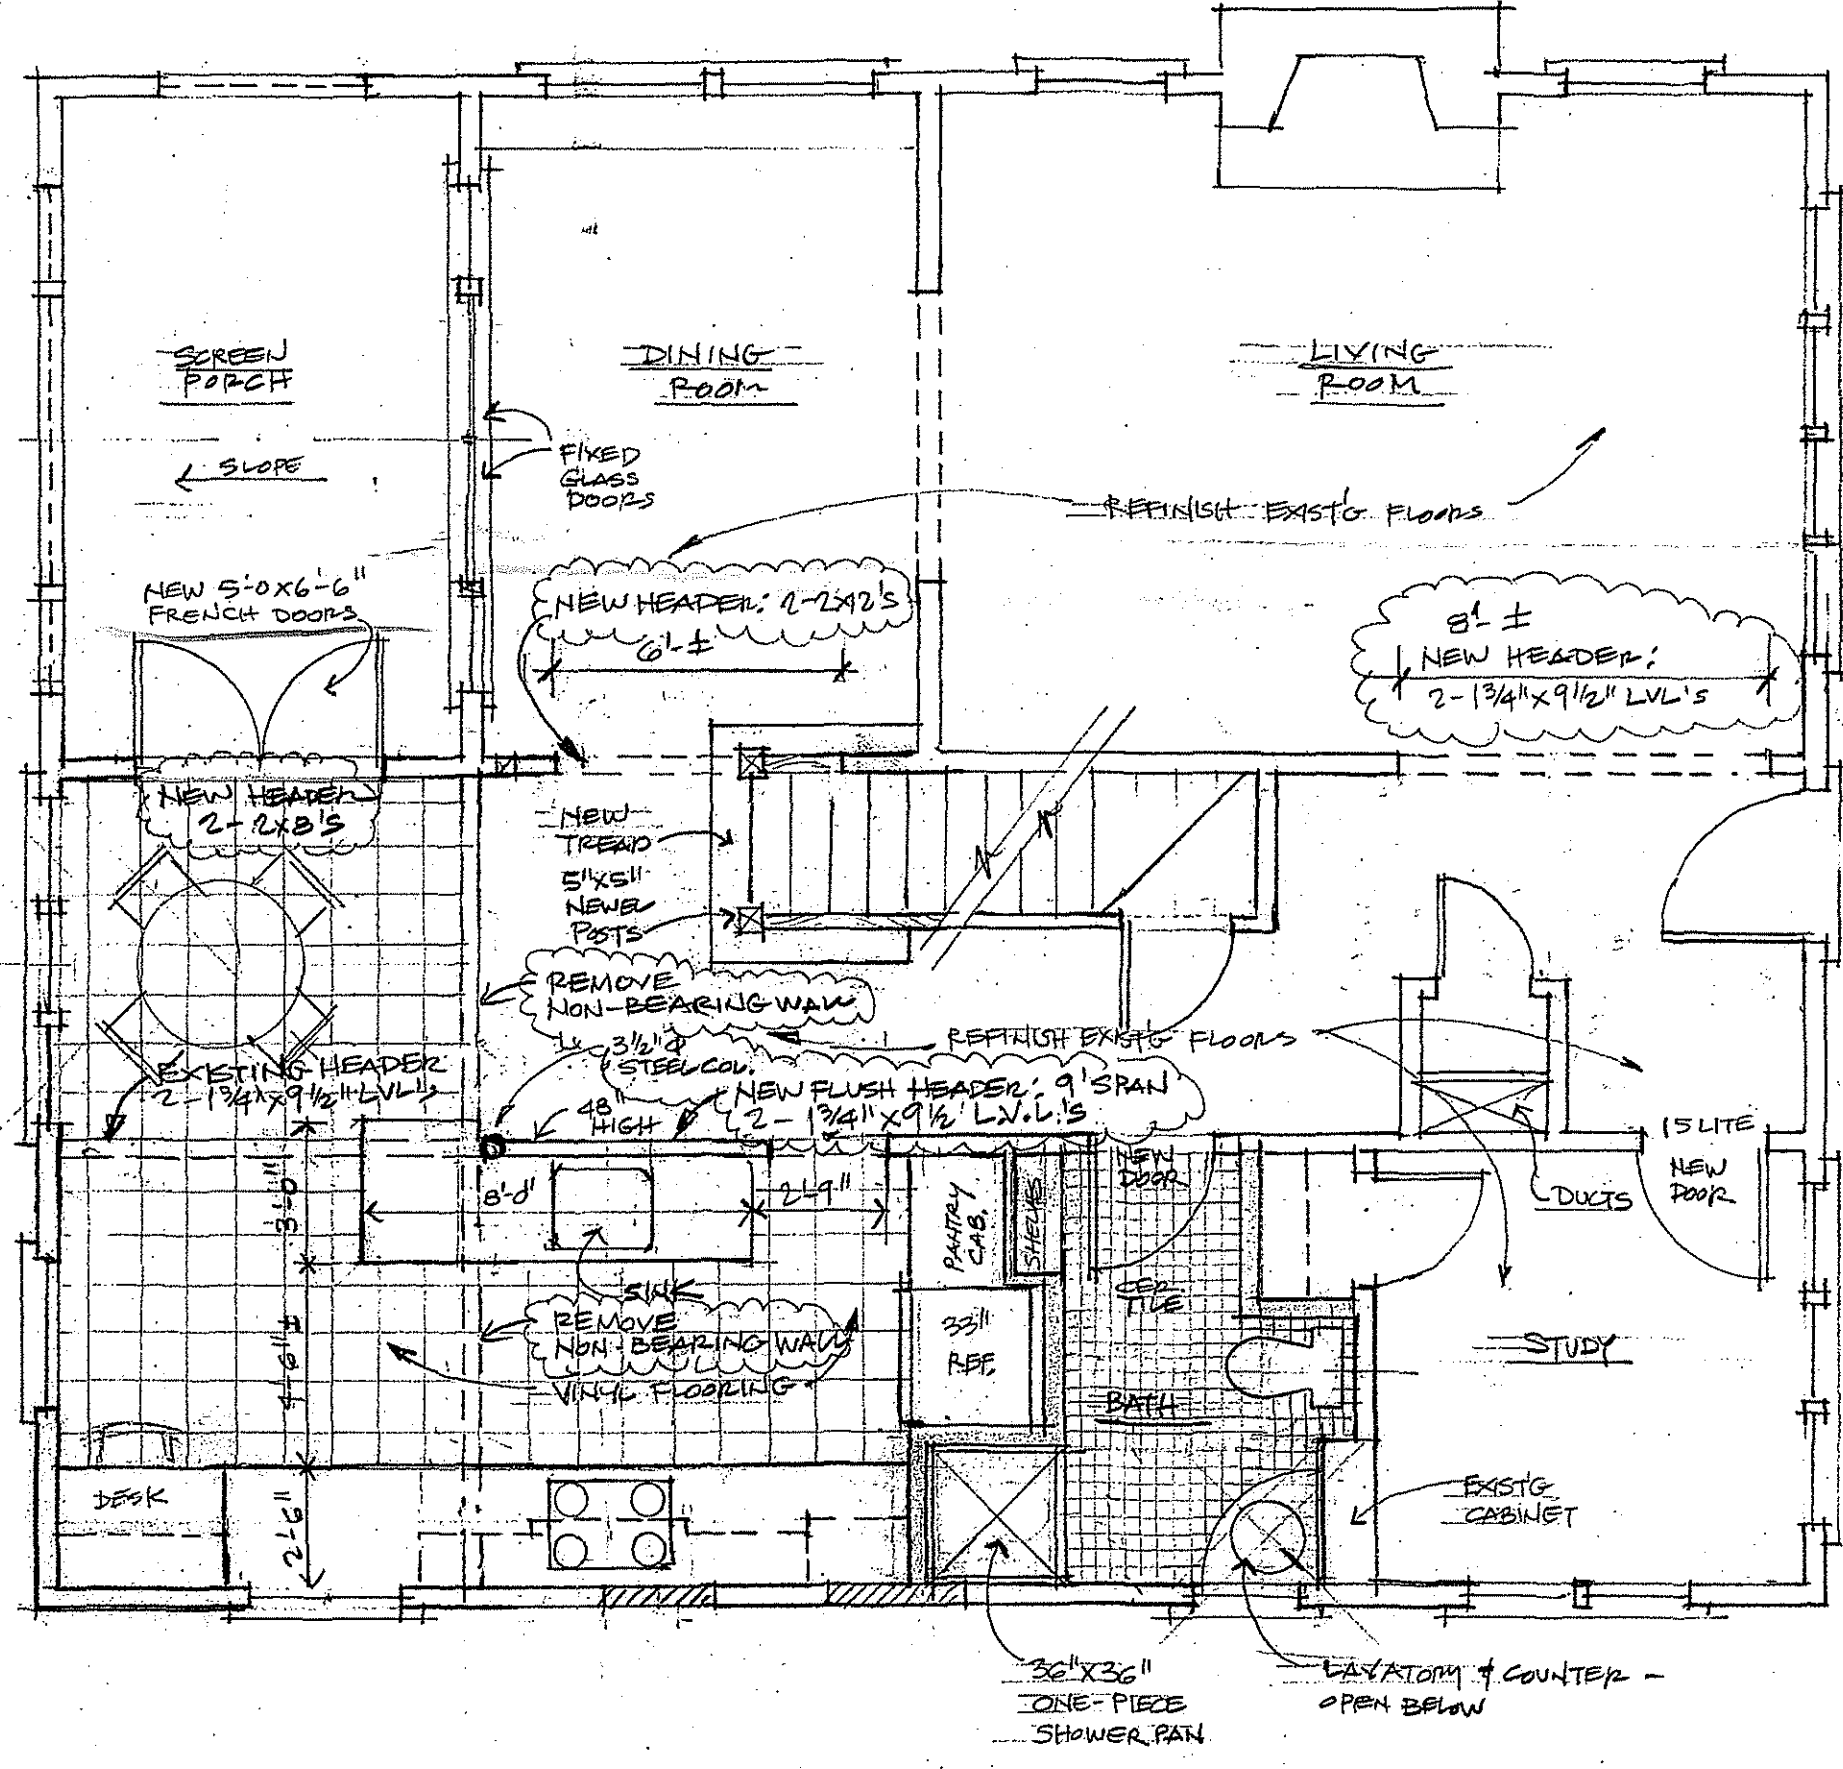 SCREEN
PORCH
DINING
ROOM
LIVING
ROOM
SLOPE
FIXED
GLASS
DOORS
REFINISH EXIST'G FLOORS
NEW 5'-0x6'-6"
FRENCH DOORS
NEW HEADER: 2-2x12'S
6'-±
8'-±
NEW HEADER:
2-1¾"x9½" LVL'S
NEW HEADER
2-2x8'S
NEW
TREAD
5"x5"
NEWEL
POSTS
REMOVE
NON-BEARING WALL
REFINISH EXIST'G FLOORS
3½"Φ
STEEL COL.
EXISTING HEADER
2-1¾"x9½" LVL'S
NEW FLUSH HEADER: 9' SPAN
2-1¾"x9½" L.V.L.'S
48"
HIGH
15 LITE
NEW
DOOR
NEW
DOOR
DUCTS
3'-0"
8'-0"
2'-9"
PANTRY
CAB.
SHELVES
SINK
CER
TILE
REMOVE
NON-BEARING WALL
VINYL FLOORING
4'-6"±
33"
REF.
STUDY
BATH
DESK
2'-6"
EXIST'G
CABINET
36"x36"
ONE-PIECE
SHOWER PAN
LAVATORY & COUNTER -
OPEN BELOW